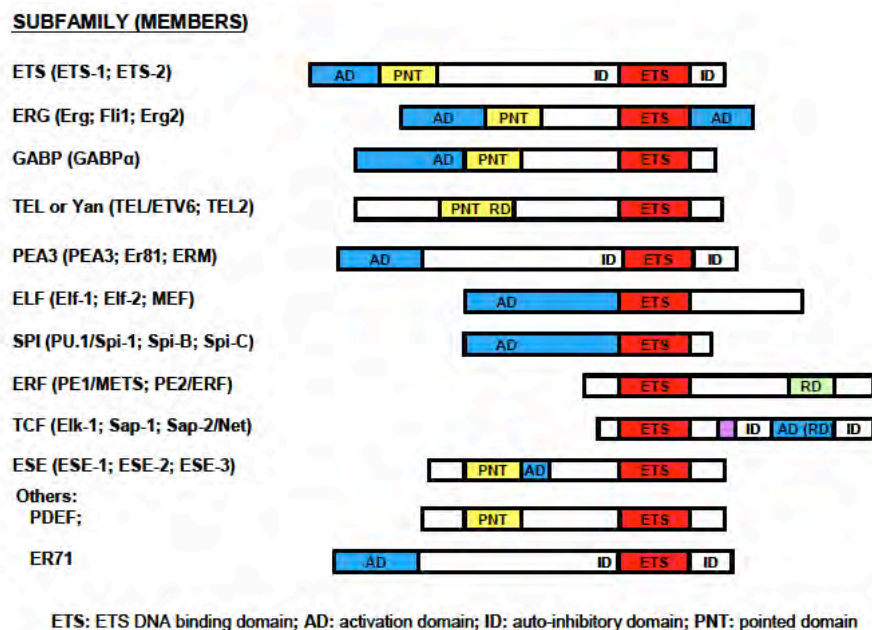 SUBFAMILY (MEMBERS)
ETS (ETS-1; ETS-2) AD PNT ID ETS ID
ERG (Erg; Fli1; Erg2) AD PNT ETS AD
GABP (GABPα) AD PNT ETS
TEL or Yan (TEL/ETV6; TEL2) PNT RD ETS
PEA3 (PEA3; Er81; ERM) AD ID ETS ID
ELF (Elf-1; Elf-2; MEF) AD ETS
SPI (PU.1/Spi-1; Spi-B; Spi-C) AD ETS
ERF (PE1/METS; PE2/ERF) ETS RD
TCF (Elk-1; Sap-1; Sap-2/Net) ETS ID AD (RD) ID
ESE (ESE-1; ESE-2; ESE-3) PNT AD ETS
Others:
PDEF; PNT ETS
ER71 AD ID ETS ID
ETS: ETS DNA binding domain; AD: activation domain; ID: auto-inhibitory domain; PNT: pointed domain